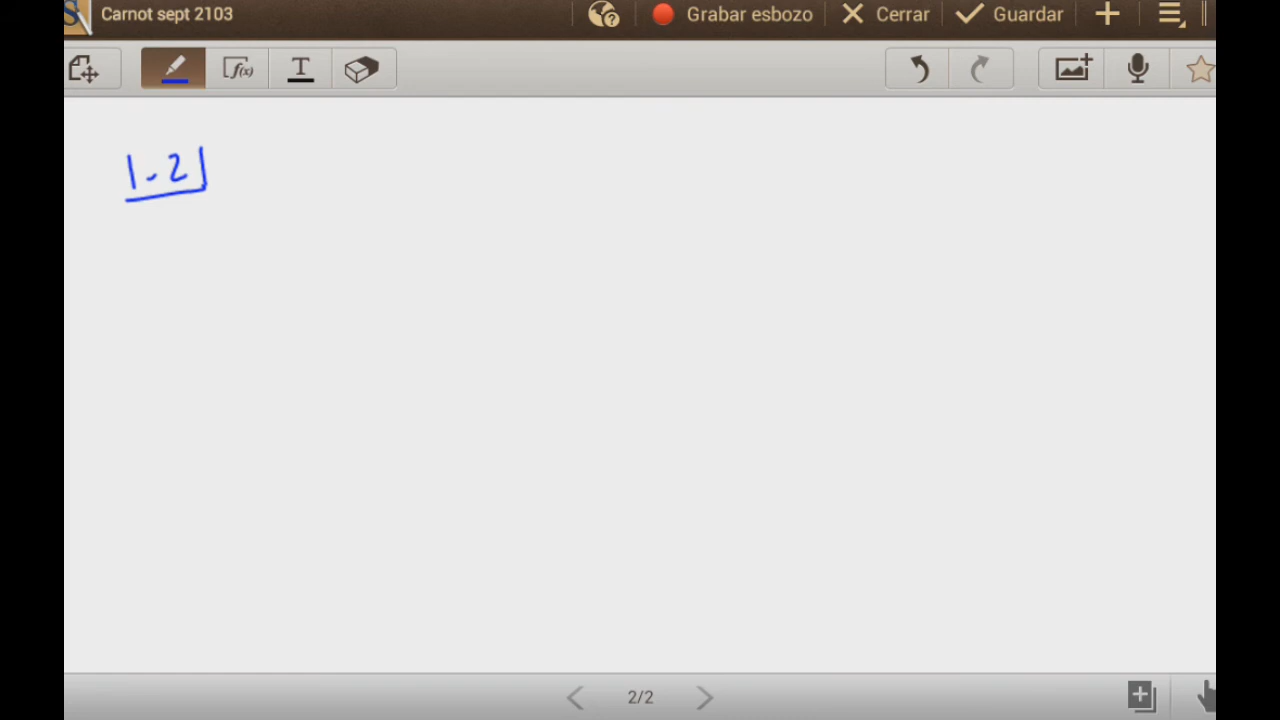 Carnot sept 2103
Grabar esbozo
Cerrar
Guardar
f(x)
T
1-2
2/2